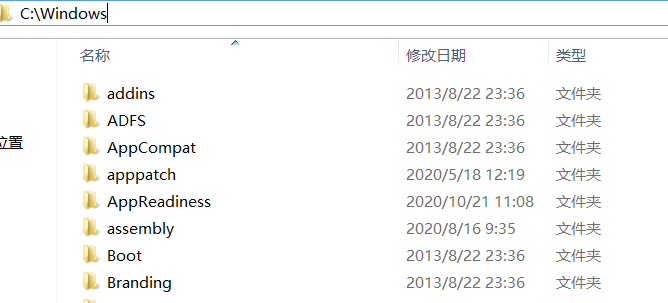 C:\Windows
名称 修改日期 类型
addins 2013/8/22 23:36 文件夹
位置 ADFS 2013/8/22 23:36 文件夹
AppCompat 2013/8/22 23:36 文件夹
apppatch 2020/5/18 12:19 文件夹
AppReadiness 2020/10/21 11:08 文件夹
assembly 2020/8/16 9:35 文件夹
Boot 2013/8/22 23:36 文件夹
Branding 2013/8/22 23:36 文件夹